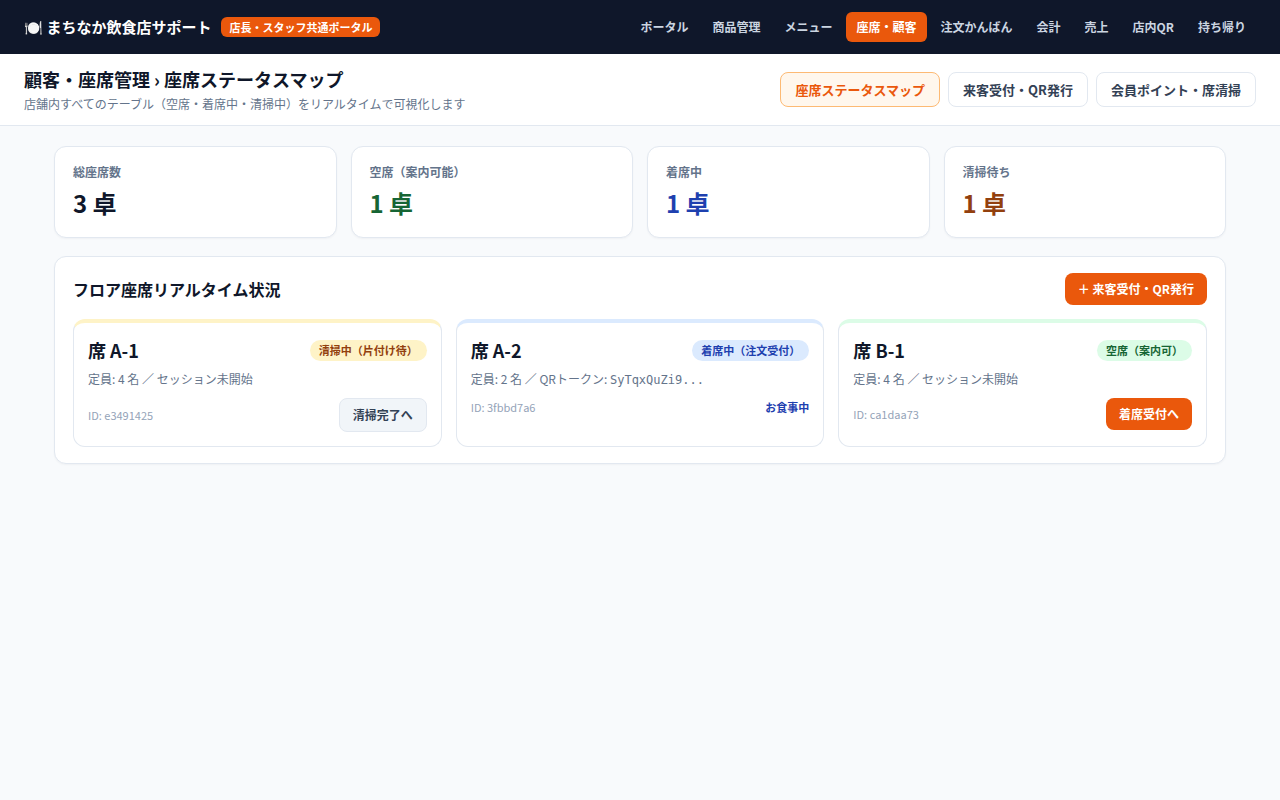 🍽️ まちなか飲食店サポート 店長・スタッフ共通ポータル ポータル 商品管理 メニュー 座席・顧客 注文かんばん 会計 売上 店内QR 持ち帰り
顧客・座席管理 › 座席ステータスマップ
店舗内すべてのテーブル（空席・着席中・清掃中）をリアルタイムで可視化します
座席ステータスマップ 来客受付・QR発行 会員ポイント・席清掃
総座席数
3 卓
空席（案内可能）
1 卓
着席中
1 卓
清掃待ち
1 卓
フロア座席リアルタイム状況
＋ 来客受付・QR発行
席 A-1 清掃中（片付け待）
定員: 4 名 ／ セッション未開始
ID: e3491425 清掃完了へ
席 A-2 着席中（注文受付）
定員: 2 名 ／ QRトークン: SyTqxQuZi9...
ID: 3fbbd7a6 お食事中
席 B-1 空席（案内可）
定員: 4 名 ／ セッション未開始
ID: ca1daa73 着席受付へ